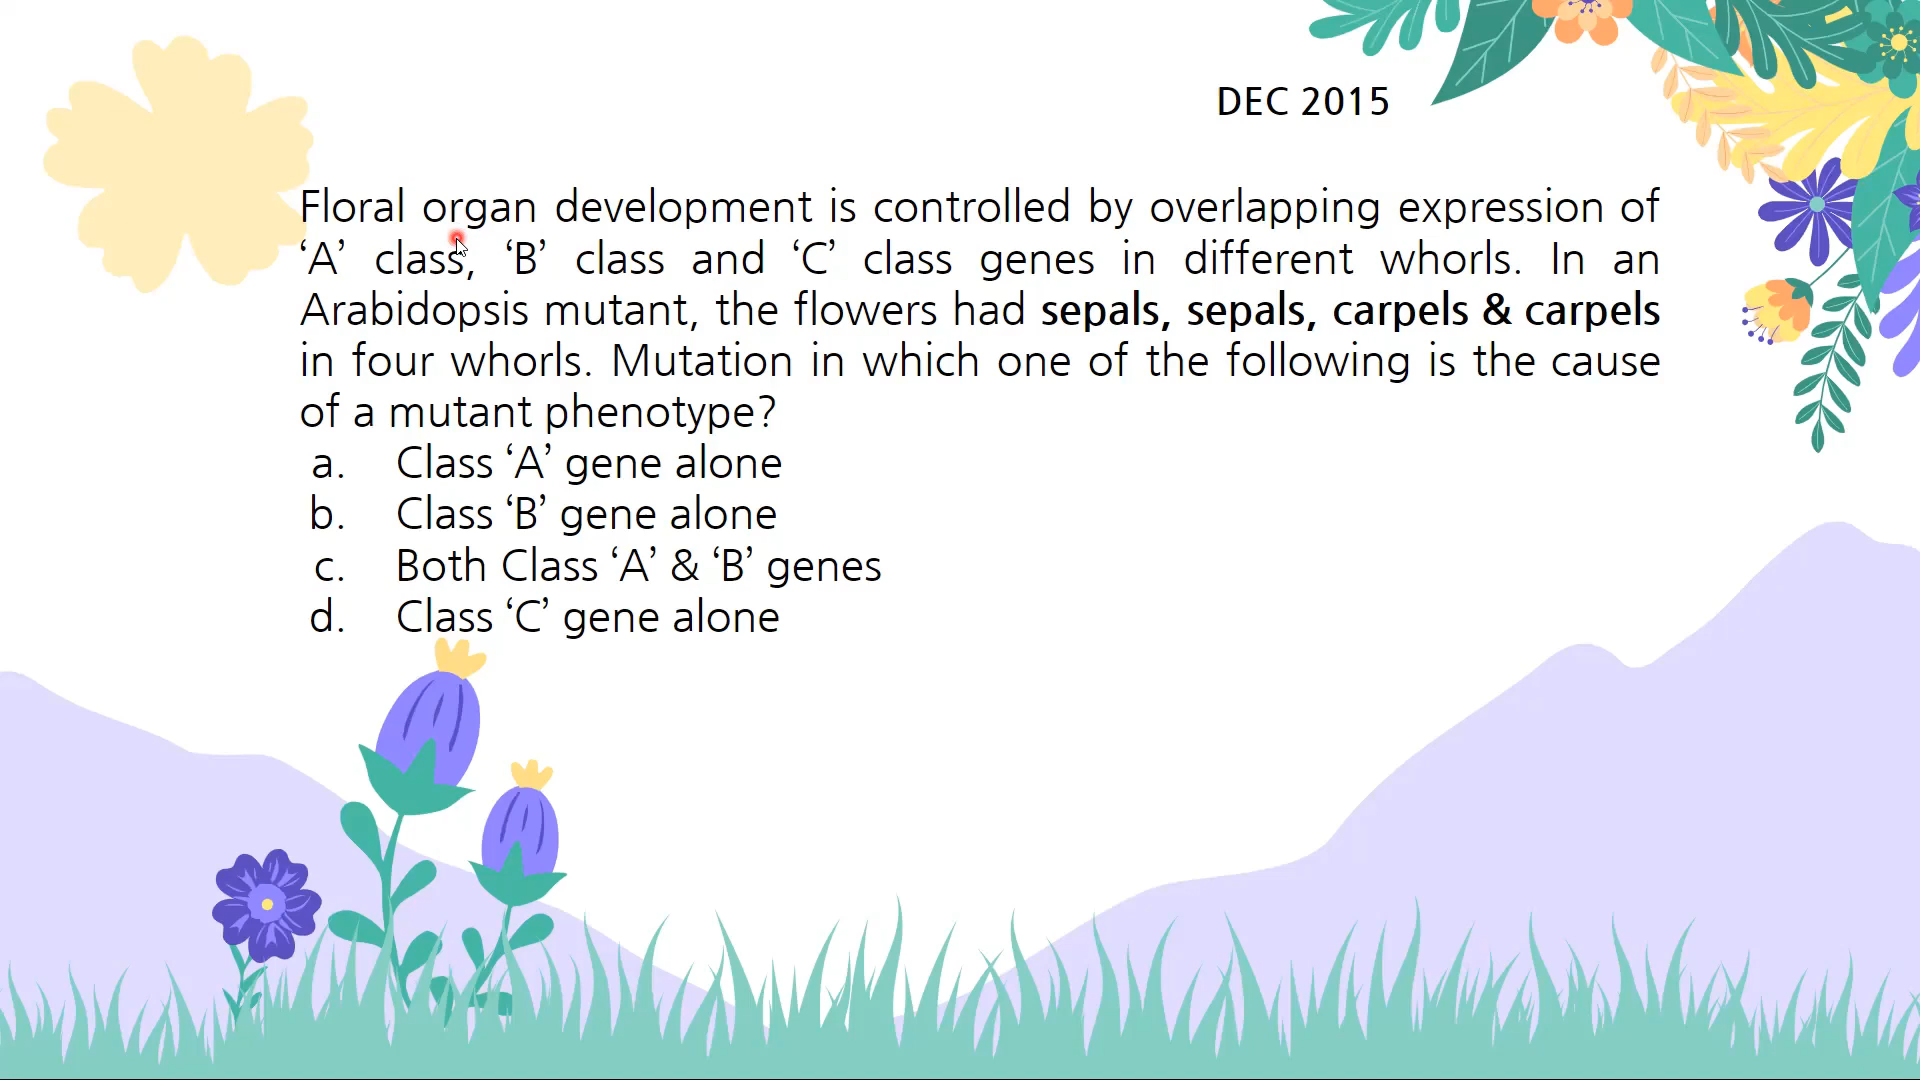 DEC 2015
Floral organ development is controlled by overlapping expression of
‘A’ class, ‘B’ class and ‘C’ class genes in different whorls. In an
Arabidopsis mutant, the flowers had sepals, sepals, carpels & carpels
in four whorls. Mutation in which one of the following is the cause
of a mutant phenotype?
a. Class ‘A’ gene alone
b. Class ‘B’ gene alone
c. Both Class ‘A’ & ‘B’ genes
d. Class ‘C’ gene alone